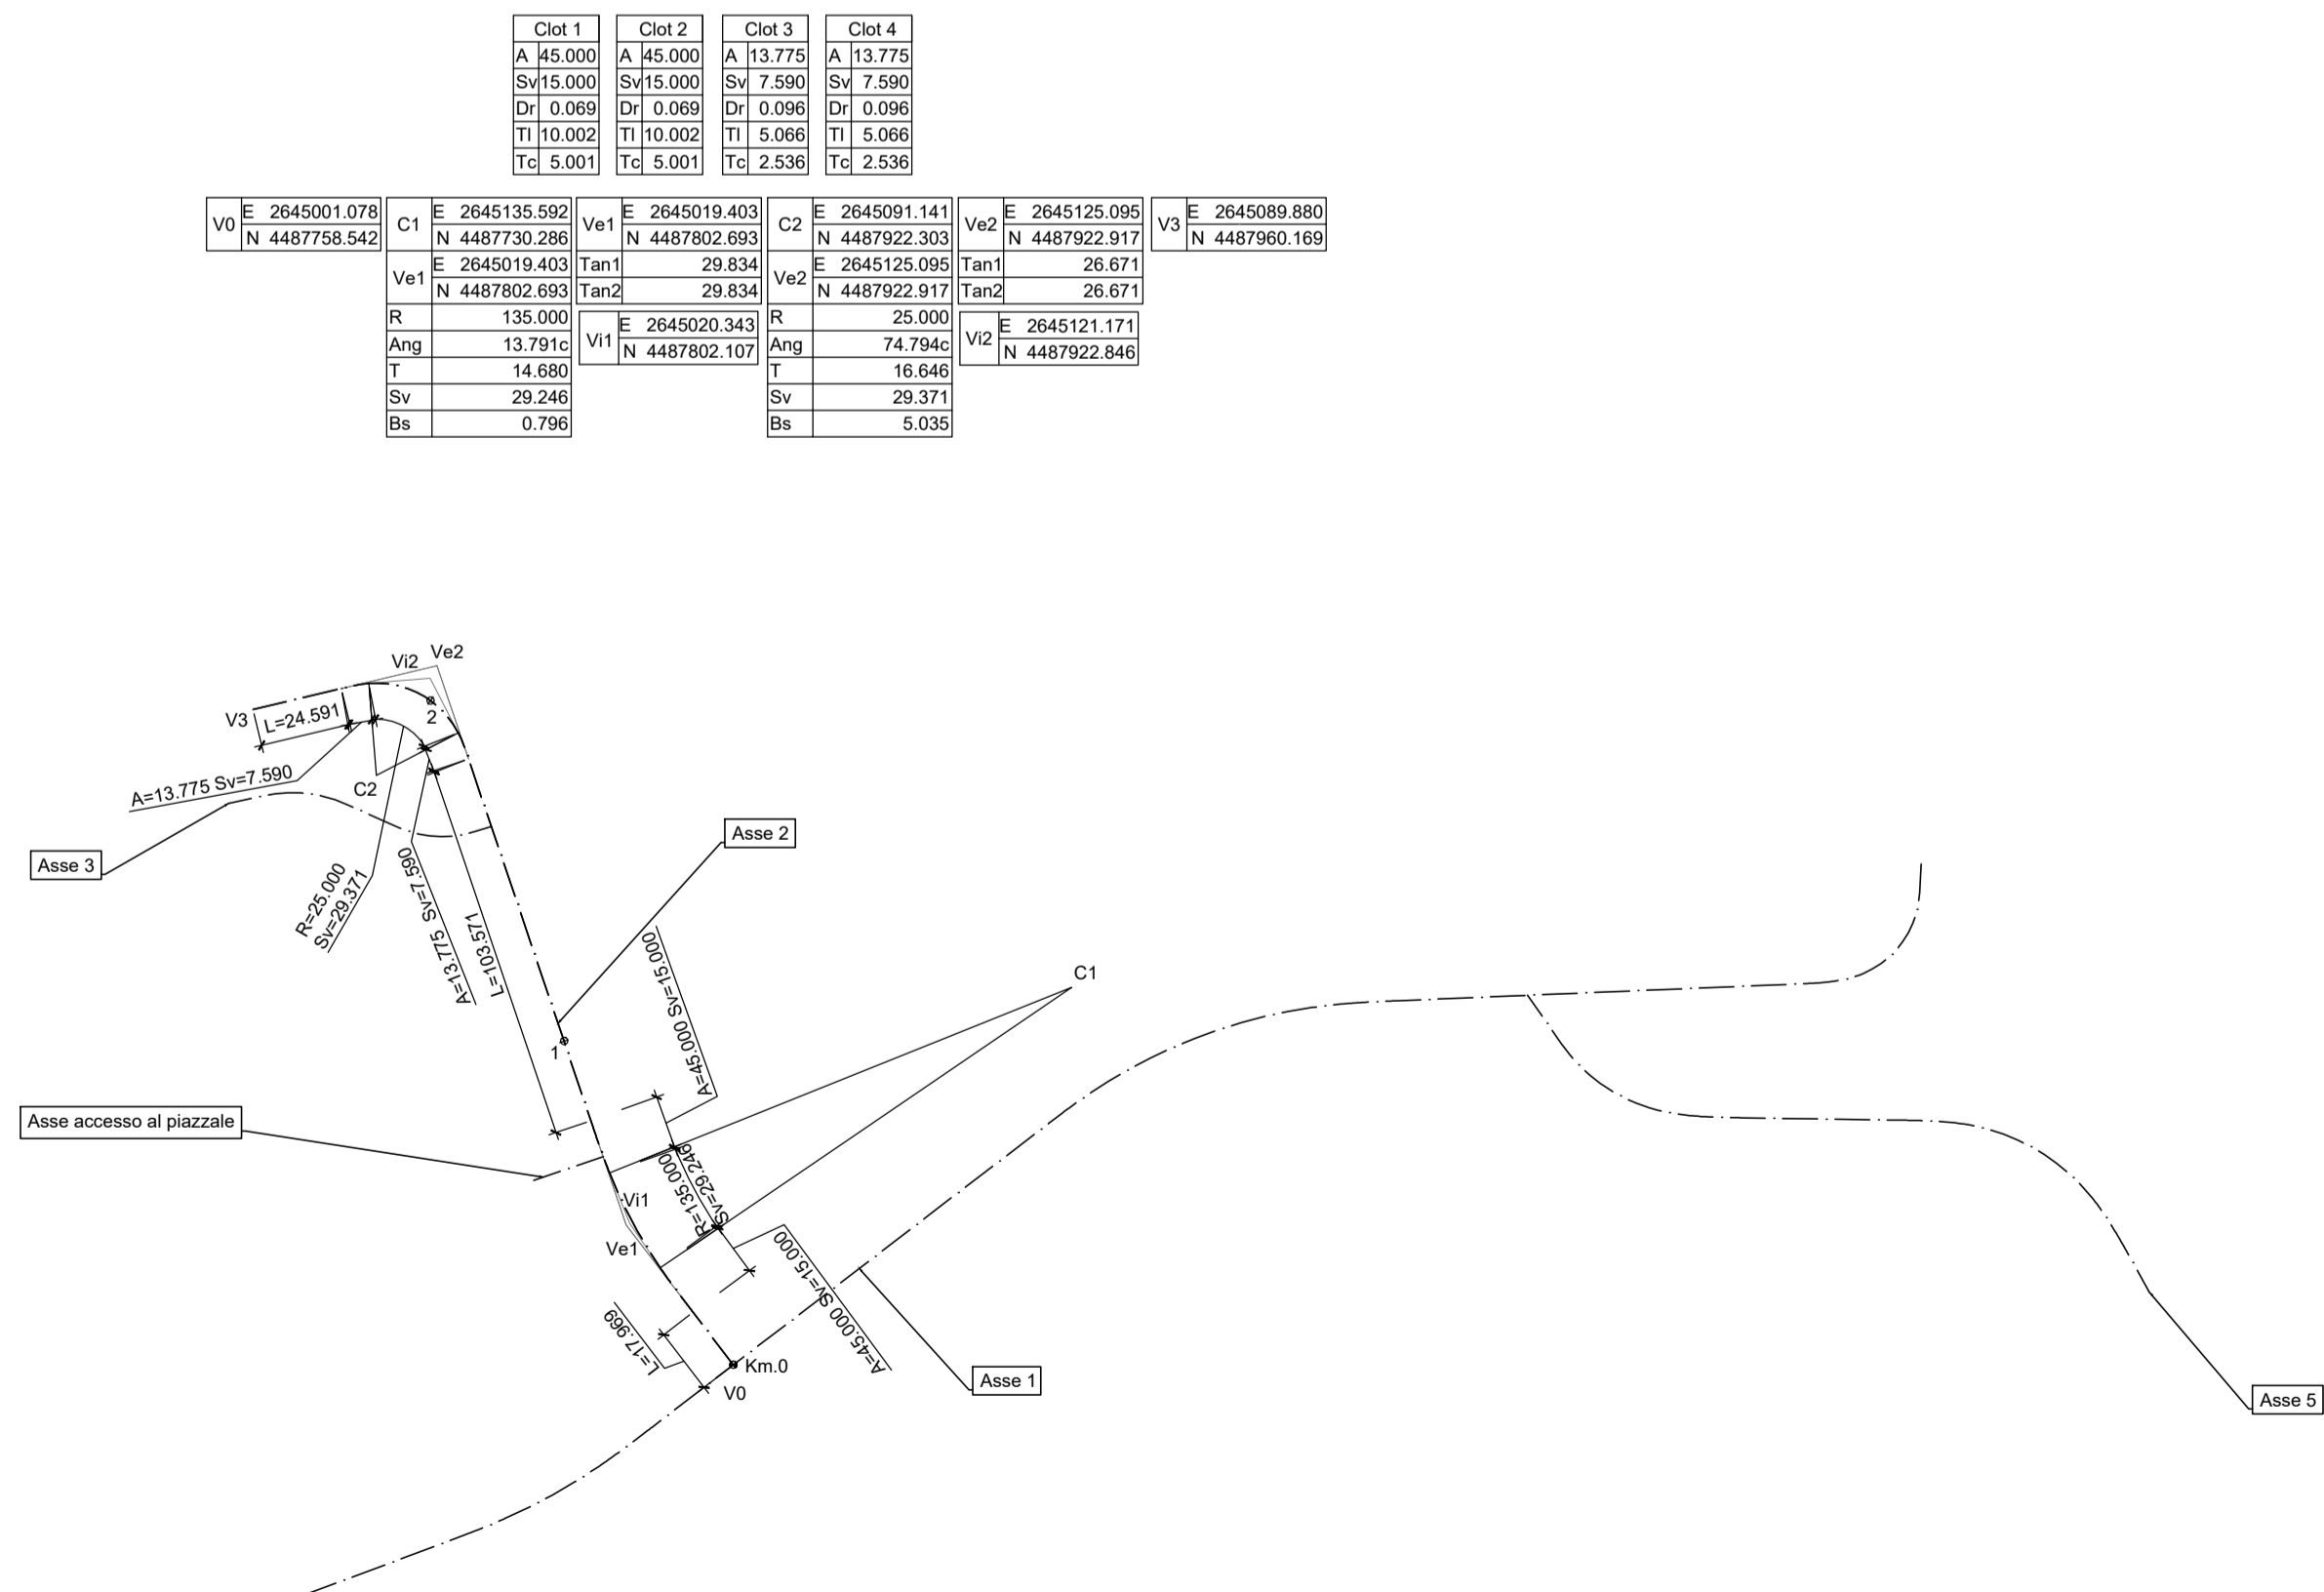 Clot 1
A 45.000
Sv 15.000
Dr 0.069
Tl 10.002
Tc 5.001
Clot 2
A 45.000
Sv 15.000
Dr 0.069
Tl 10.002
Tc 5.001
Clot 3
A 13.775
Sv 7.590
Dr 0.096
Tl 5.066
Tc 2.536
Clot 4
A 13.775
Sv 7.590
Dr 0.096
Tl 5.066
Tc 2.536
V0
E 2645001.078
N 4487758.542
C1
E 2645135.592
N 4487730.286
Ve1
E 2645019.403
N 4487802.693
R 135.000
Ang 13.791c
T 14.680
Sv 29.246
Bs 0.796
Ve1
E 2645019.403
N 4487802.693
Tan1 29.834
Tan2 29.834
Vi1
E 2645020.343
N 4487802.107
C2
E 2645091.141
N 4487922.303
Ve2
E 2645125.095
N 4487922.917
R 25.000
Ang 74.794c
T 16.646
Sv 29.371
Bs 5.035
Ve2
E 2645125.095
N 4487922.917
Tan1 26.671
Tan2 26.671
Vi2
E 2645121.171
N 4487922.846
V3
E 2645089.880
N 4487960.169
Ve2
Vi2
V3
L=24.591
2
A=13.775 Sv=7.590
C2
Asse 2
Asse 3
R=25.000
Sv=29.371
A=13.775 Sv=7.590
L=103.571
A=45.000 Sv=15.000
C1
1
Asse accesso al piazzale
R=135.000
Sv=29.246
Vi1
Ve1
A=45.000 Sv=15.000
L=17.969
Km.0
V0
Asse 1
Asse 5